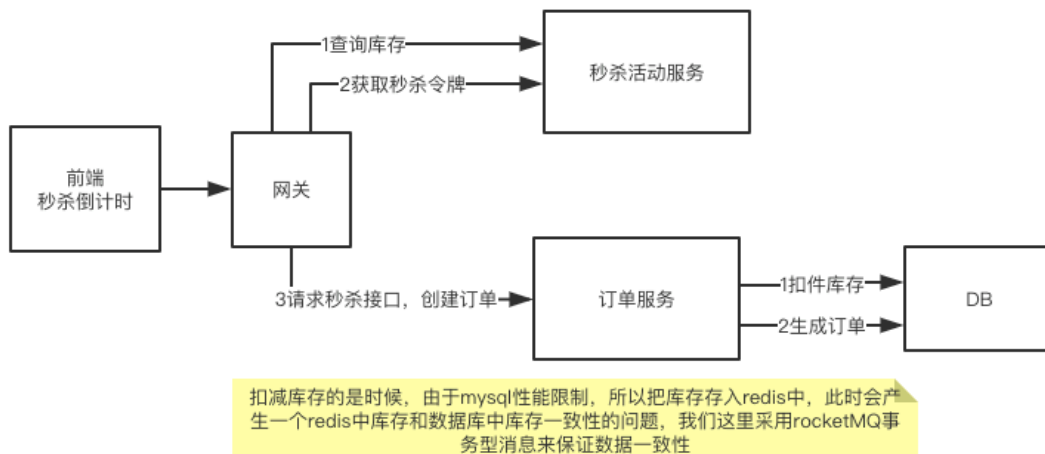 1查询库存
2获取秒杀令牌
秒杀活动服务
前端
秒杀倒计时
网关
3请求秒杀接口，创建订单
订单服务
1扣件库存
2生成订单
DB
扣减库存的是时候，由于mysql性能限制，所以把库存存入redis中，此时会产
生一个redis中库存和数据库中库存一致性的问题，我们这里采用rocketMQ事
务型消息来保证数据一致性